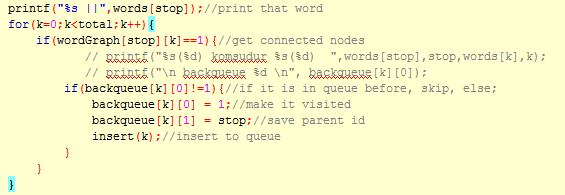 printf("%s ||",words[stop]);//print that word
for(k=0;k<total;k++){
if(wordGraph[stop][k]==1){//get connected nodes
// printf("%s(%d) komsudur %s(%d)  ",words[stop],stop,words[k],k);
// printf("\n backqueue %d \n", backqueue[k][0]);
if(backqueue[k][0]!=1){//if it is in queue before, skip, else;
backqueue[k][0] = 1;//make it visited
backqueue[k][1] = stop;//save parent id
insert(k);//insert to queue
}
}
}